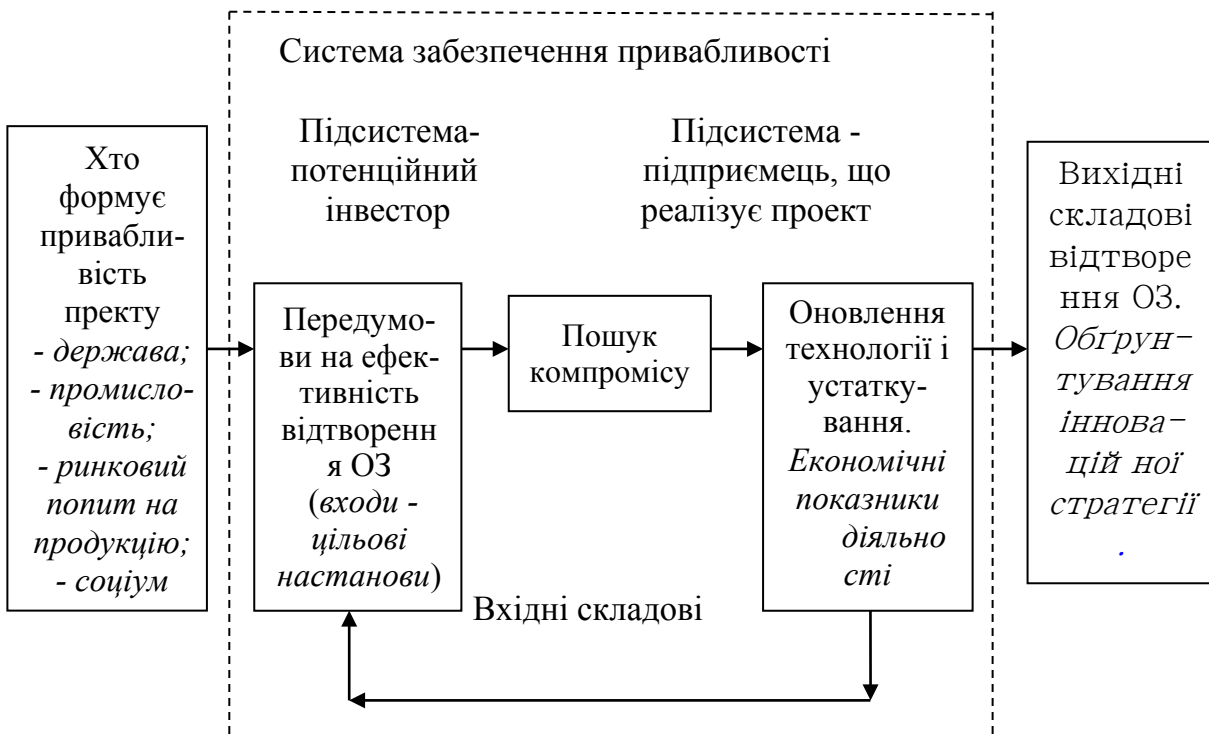 Система забезпечення привабливості
Підсистема-
потенційний
інвестор
Підсистема -
підприємець, що
реалізує проект
Хто
формує
привабли-
вість
пректу
- держава;
- промисло-
вість;
- ринковий
попит на
продукцію;
- соціум
Передумо-
ви на ефек-
тивність
відтворенн
я ОЗ
(входи -
цільові
настанови)
Пошук
компромісу
Оновлення
технології і
устатку-
вання.
Економічні
показники
діяльно
сті
Вихідні
складові
відтворе
ння ОЗ.
Обґрун-
тування
іннова-
цій ної
стратегії
.
Вхідні складові